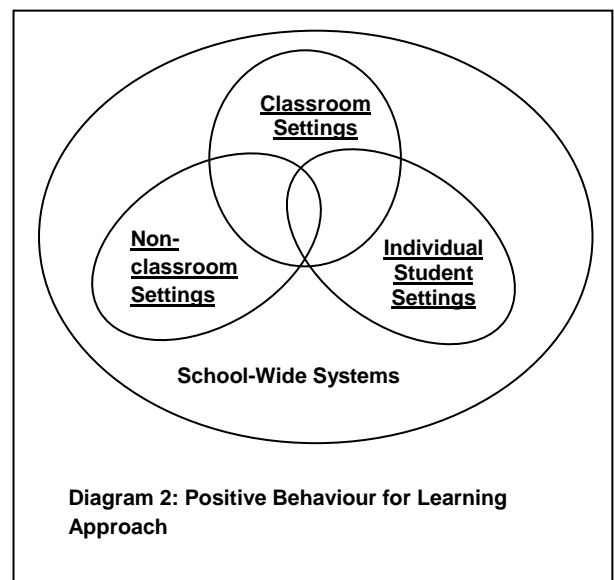 Classroom
Settings
Non-
classroom
Settings
Individual
Student
Settings
School-Wide Systems
Diagram 2: Positive Behaviour for Learning
Approach